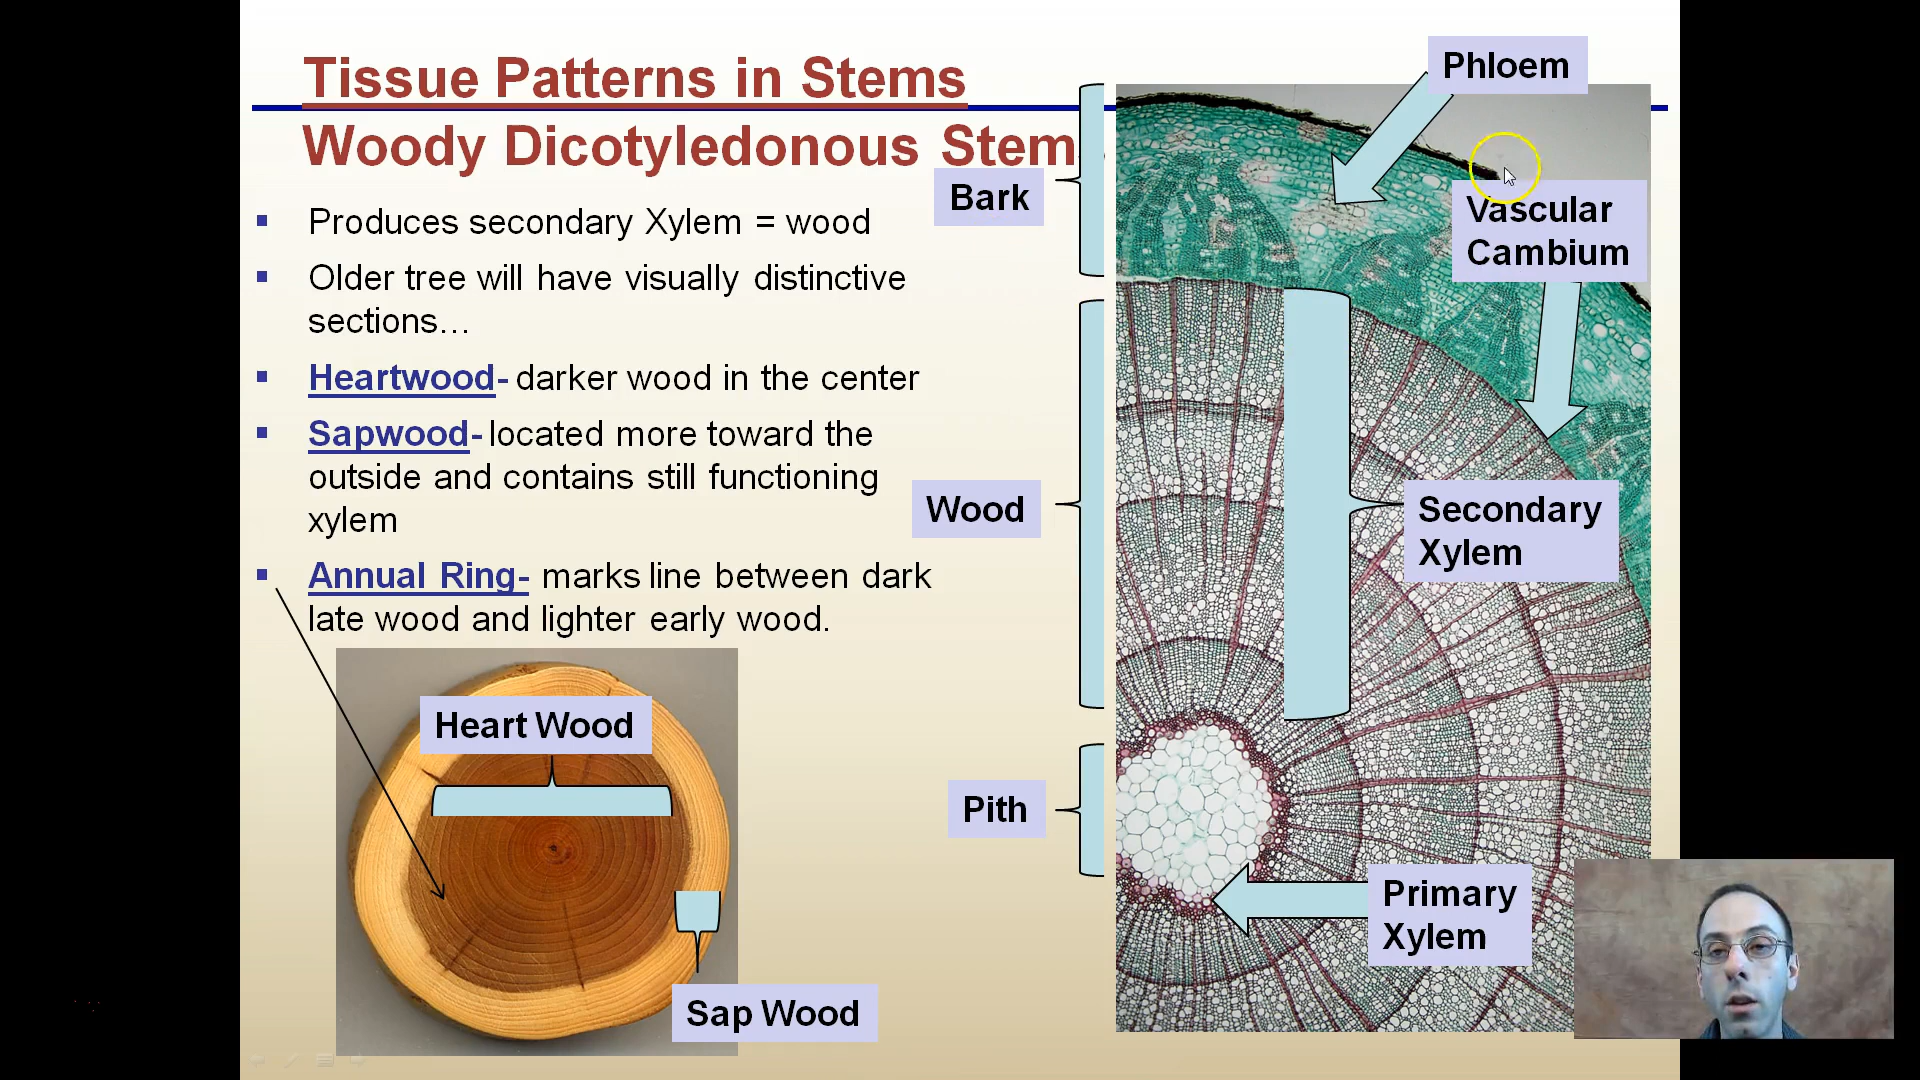 Tissue Patterns in Stems
Woody Dicotyledonous Stem
Produces secondary Xylem = wood
Older tree will have visually distinctive
sections…
Heartwood- darker wood in the center
Sapwood- located more toward the
outside and contains still functioning
xylem
Annual Ring- marks line between dark
late wood and lighter early wood.
Heart Wood
Sap Wood
Phloem
Bark
Vascular
Cambium
Wood
Secondary
Xylem
Pith
Primary
Xylem